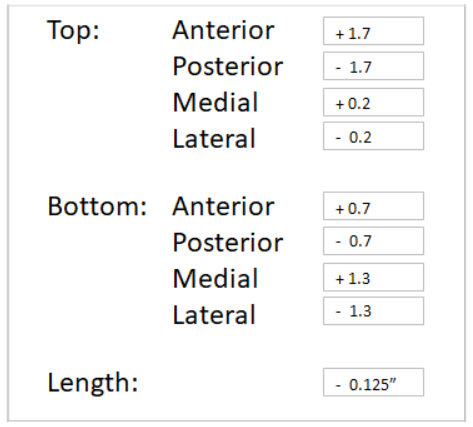 Top: Anterior + 1.7
Posterior - 1.7
Medial + 0.2
Lateral - 0.2
Bottom: Anterior + 0.7
Posterior - 0.7
Medial + 1.3
Lateral - 1.3
Length: - 0.125"